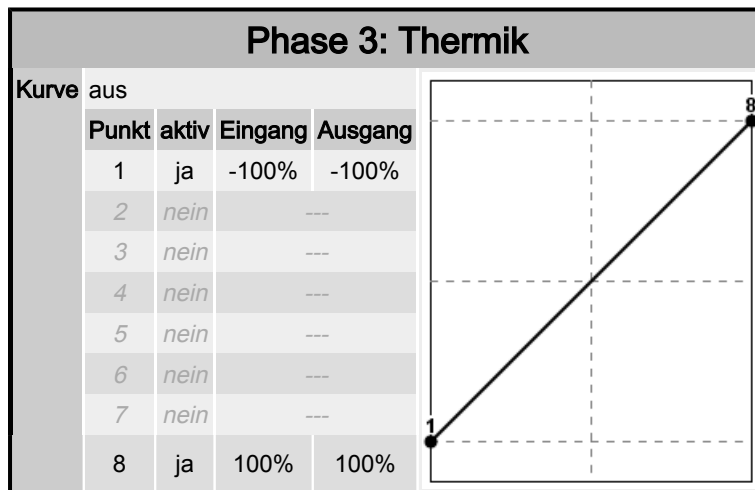 Phase 3: Thermik
Kurve aus
Punkt aktiv Eingang Ausgang
1 ja -100% -100%
2 nein ---
3 nein ---
4 nein ---
5 nein ---
6 nein ---
7 nein ---
8 ja 100% 100%
8
1